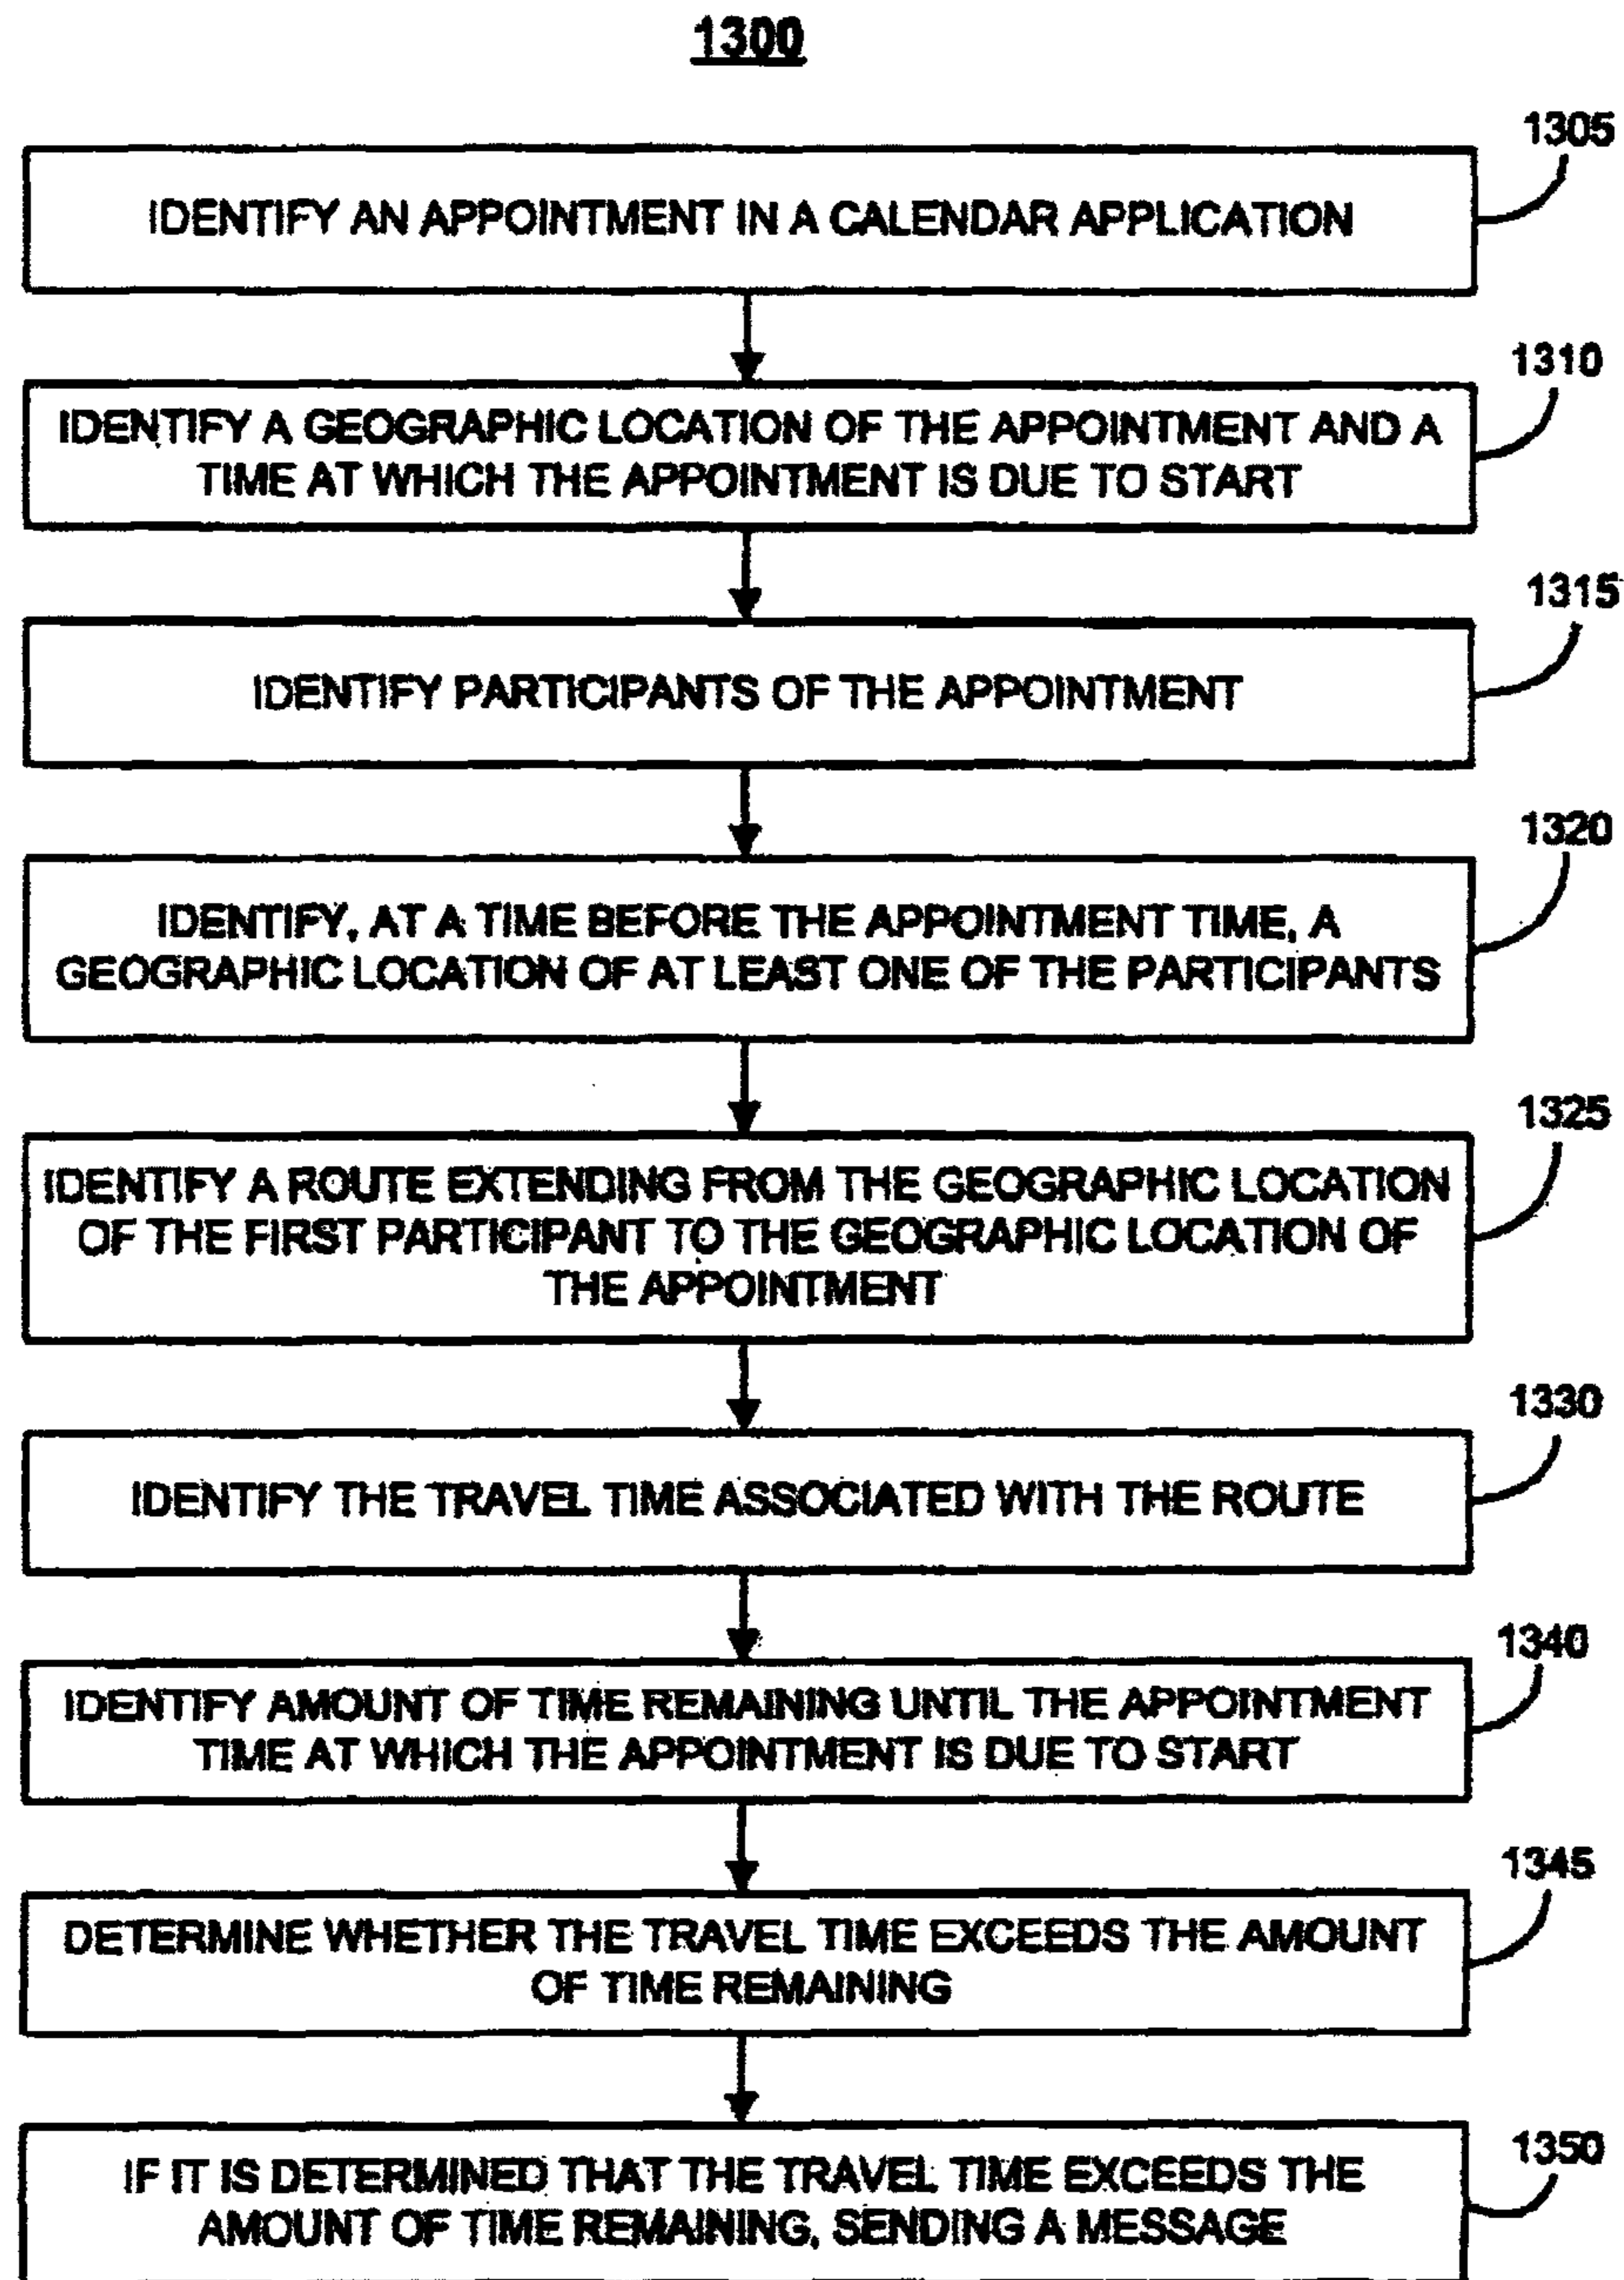 1300
1305
IDENTIFY AN APPOINTMENT IN A CALENDAR APPLICATION
1310
IDENTIFY A GEOGRAPHIC LOCATION OF THE APPOINTMENT AND A
TIME AT WHICH THE APPOINTMENT IS DUE TO START
1315
IDENTIFY PARTICIPANTS OF THE APPOINTMENT
1320
IDENTIFY, AT A TIME BEFORE THE APPOINTMENT TIME, A
GEOGRAPHIC LOCATION OF AT LEAST ONE OF THE PARTICIPANTS
1325
IDENTIFY A ROUTE EXTENDING FROM THE GEOGRAPHIC LOCATION
OF THE FIRST PARTICIPANT TO THE GEOGRAPHIC LOCATION OF
THE APPOINTMENT
1330
IDENTIFY THE TRAVEL TIME ASSOCIATED WITH THE ROUTE
1340
IDENTIFY AMOUNT OF TIME REMAINING UNTIL THE APPOINTMENT
TIME AT WHICH THE APPOINTMENT IS DUE TO START
1345
DETERMINE WHETHER THE TRAVEL TIME EXCEEDS THE AMOUNT
OF TIME REMAINING
1350
IF IT IS DETERMINED THAT THE TRAVEL TIME EXCEEDS THE
AMOUNT OF TIME REMAINING, SENDING A MESSAGE